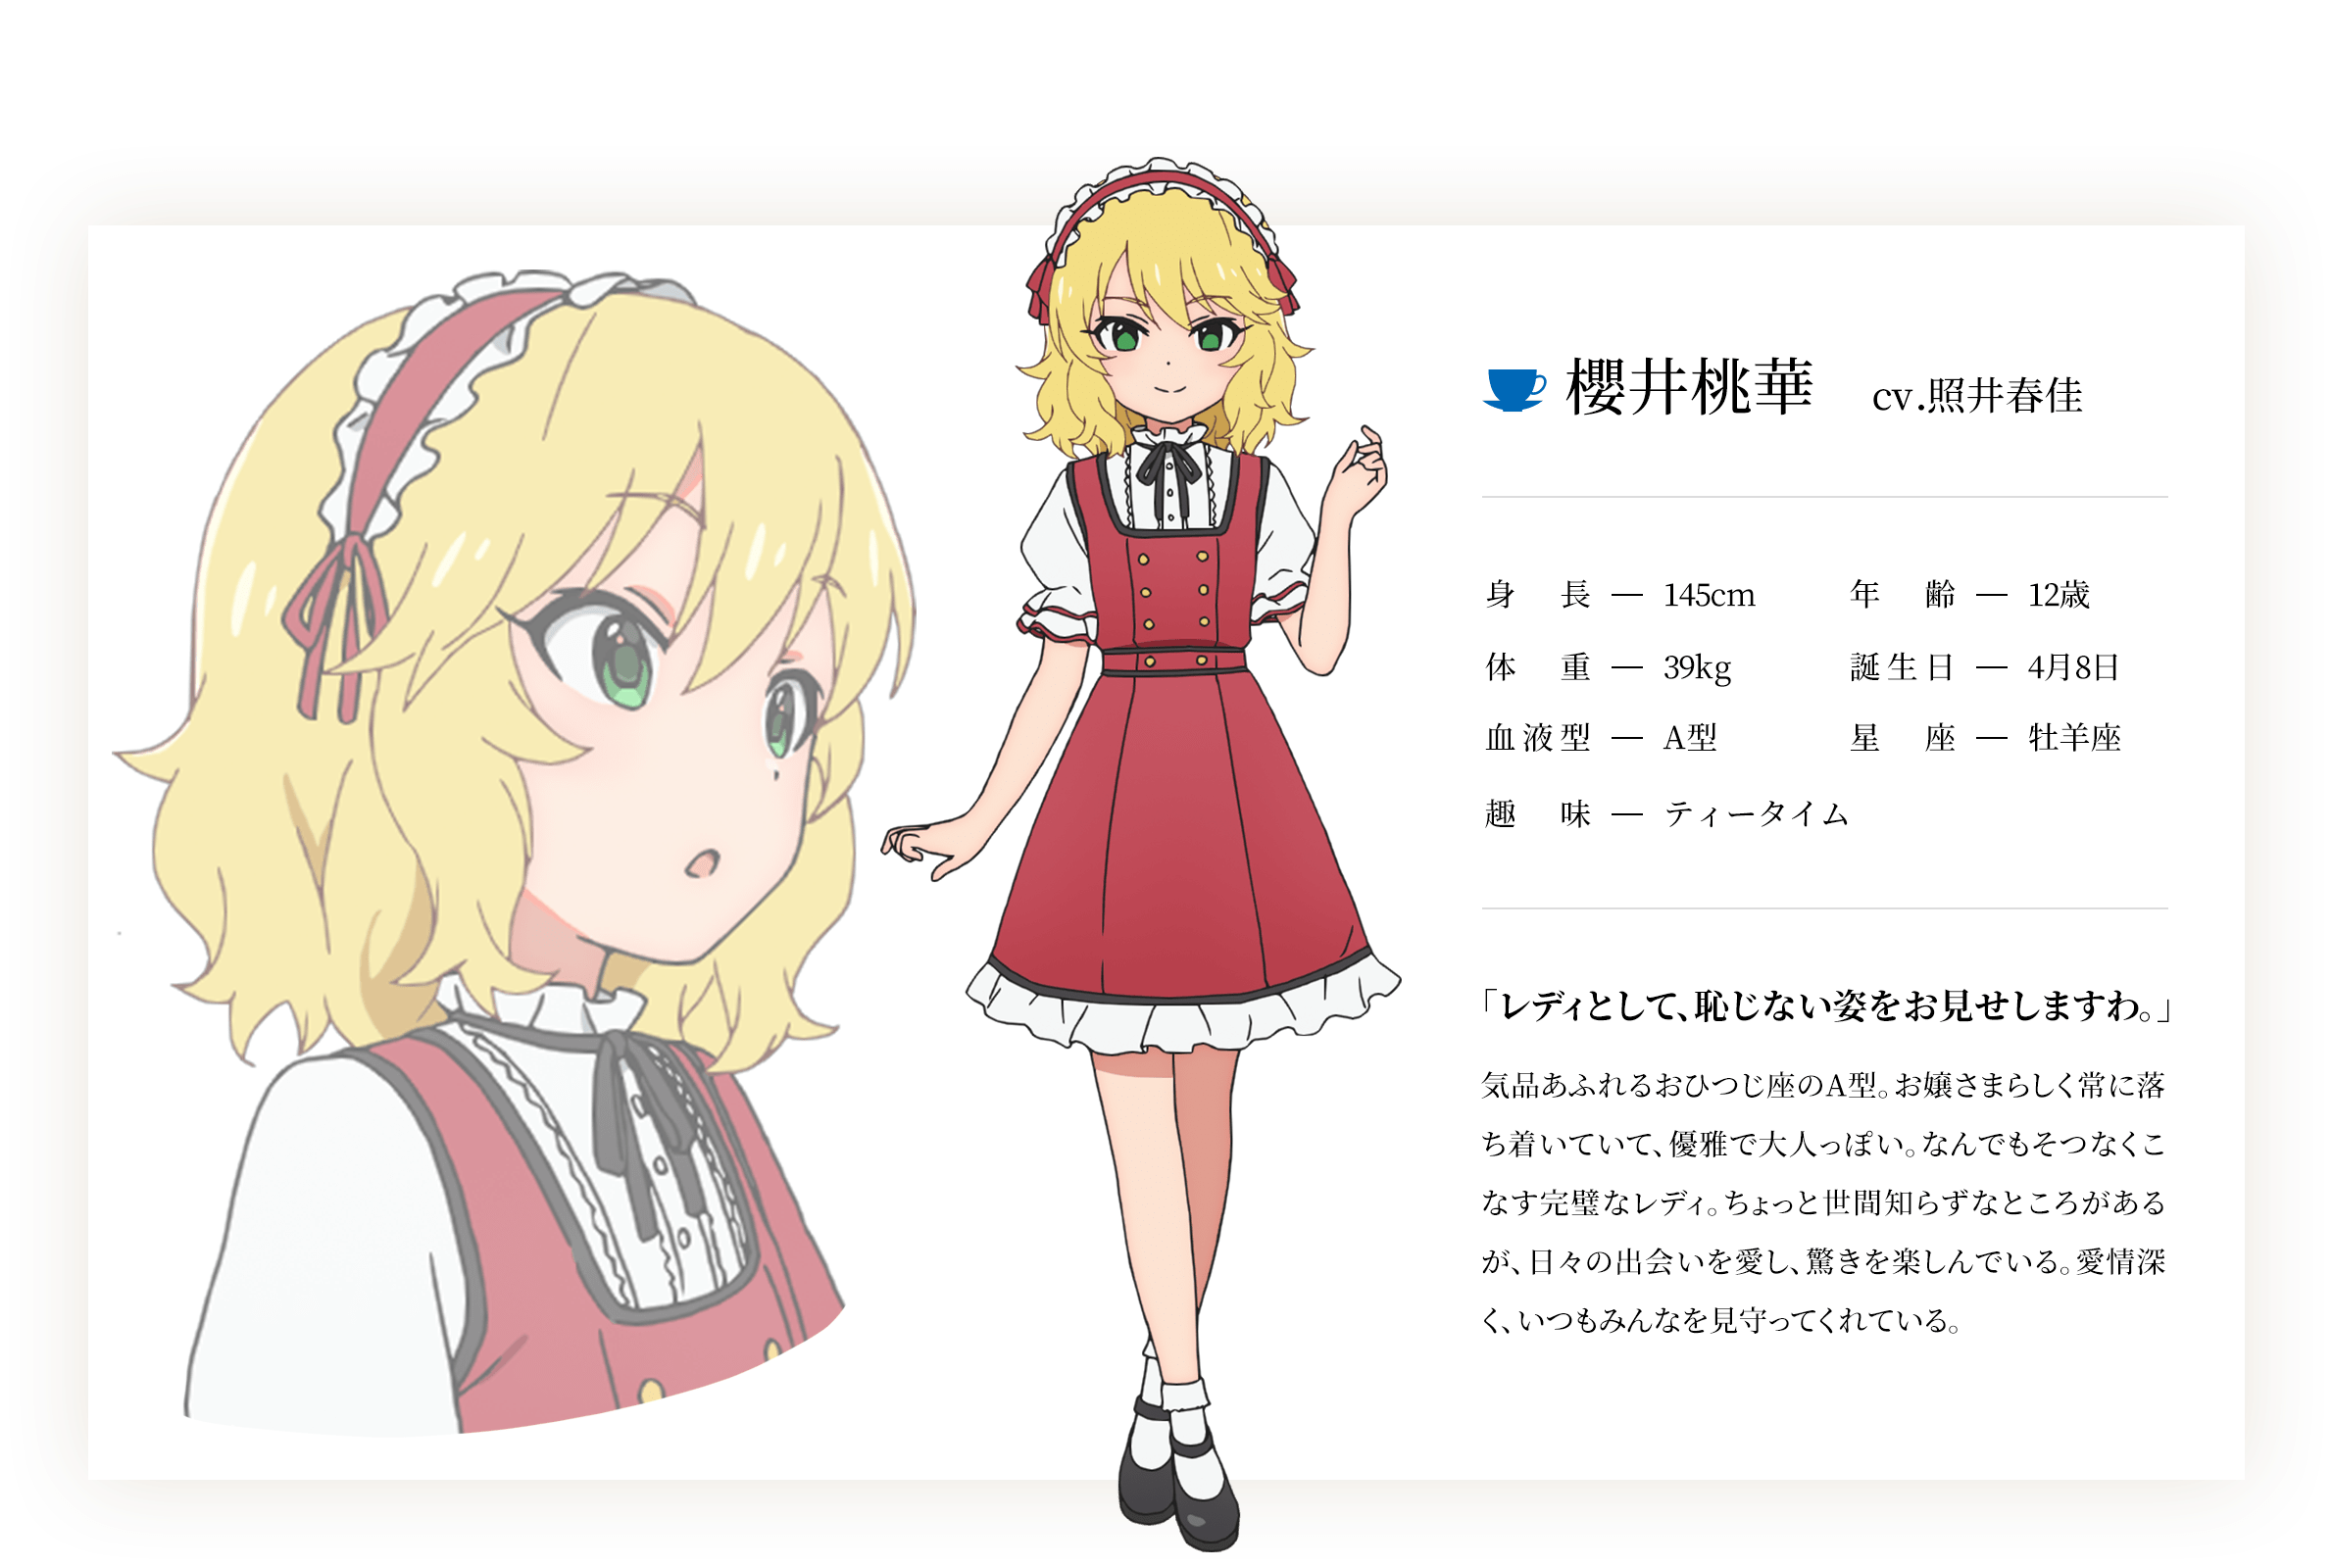 櫻井桃華 cv.照井春佳
身長 — 145cm 年齢 — 12歳
体重 — 39kg 誕生日 — 4月8日
血液型 — A型 星座 — 牡羊座
趣味 — ティータイム
「レディとして、恥じない姿をお見せしますわ。」
気品あふれるおひつじ座のA型。お嬢さまらしく常に落
ち着いていて、優雅で大人っぽい。なんでもそつなくこ
なす完璧なレディ。ちょっと世間知らずなところがある
が、日々の出会いを愛し、驚きを楽しんでいる。愛情深
く、いつもみんなを見守ってくれている。